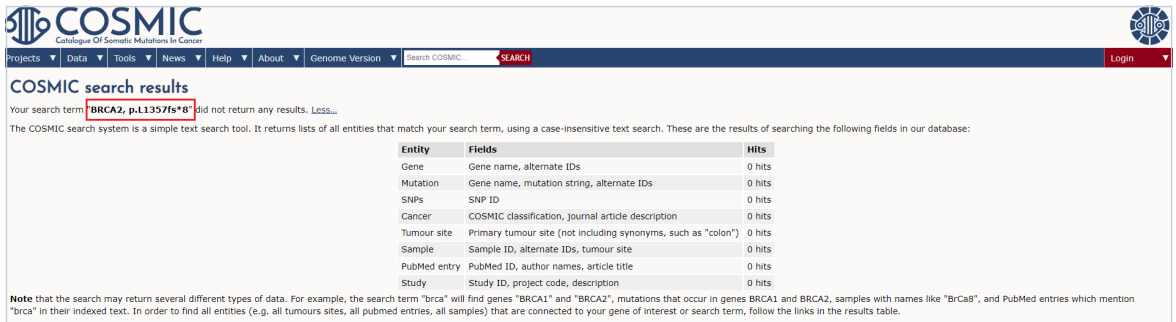 COSMIC
Catalogue Of Somatic Mutations In Cancer
Projects ▼ Data ▼ Tools ▼ News ▼ Help ▼ About ▼ Genome Version ▼ Search COSMIC... SEARCH Login ▼
COSMIC search results
Your search term "BRCA2, p.L1357fs*8" did not return any results. Less...
The COSMIC search system is a simple text search tool. It returns lists of all entities that match your search term, using a case-insensitive text search. These are the results of searching the following fields in our database:
Entity Fields Hits
Gene Gene name, alternate IDs 0 hits
Mutation Gene name, mutation string, alternate IDs 0 hits
SNPs SNP ID 0 hits
Cancer COSMIC classification, journal article description 0 hits
Tumour site Primary tumour site (not including synonyms, such as "colon") 0 hits
Sample Sample ID, alternate IDs, tumour site 0 hits
PubMed entry PubMed ID, author names, article title 0 hits
Study Study ID, project code, description 0 hits
Note that the search may return several different types of data. For example, the search term "brca" will find genes "BRCA1" and "BRCA2", mutations that occur in genes BRCA1 and BRCA2, samples with names like "BrCa8", and PubMed entries which mention
"brca" in their indexed text. In order to find all entities (e.g. all tumours sites, all pubmed entries, all samples) that are connected to your gene of interest or search term, follow the links in the results table.